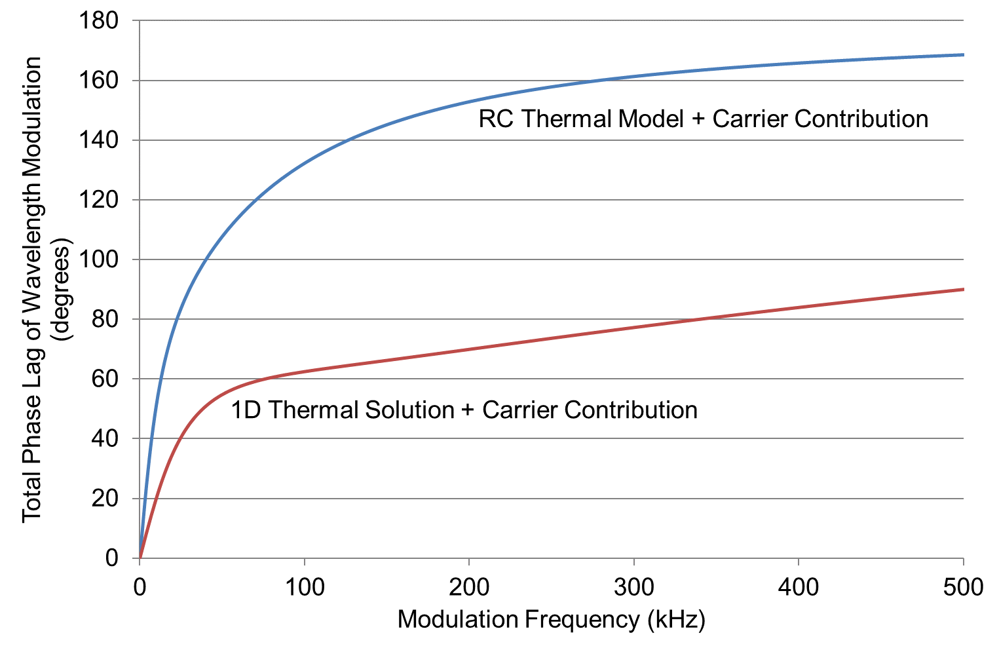 180
160
140
120
100
80
60
40
20
0
Total Phase Lag of Wavelength Modulation
(degrees)
RC Thermal Model + Carrier Contribution
1D Thermal Solution + Carrier Contribution
0 100 200 300 400 500
Modulation Frequency (kHz)